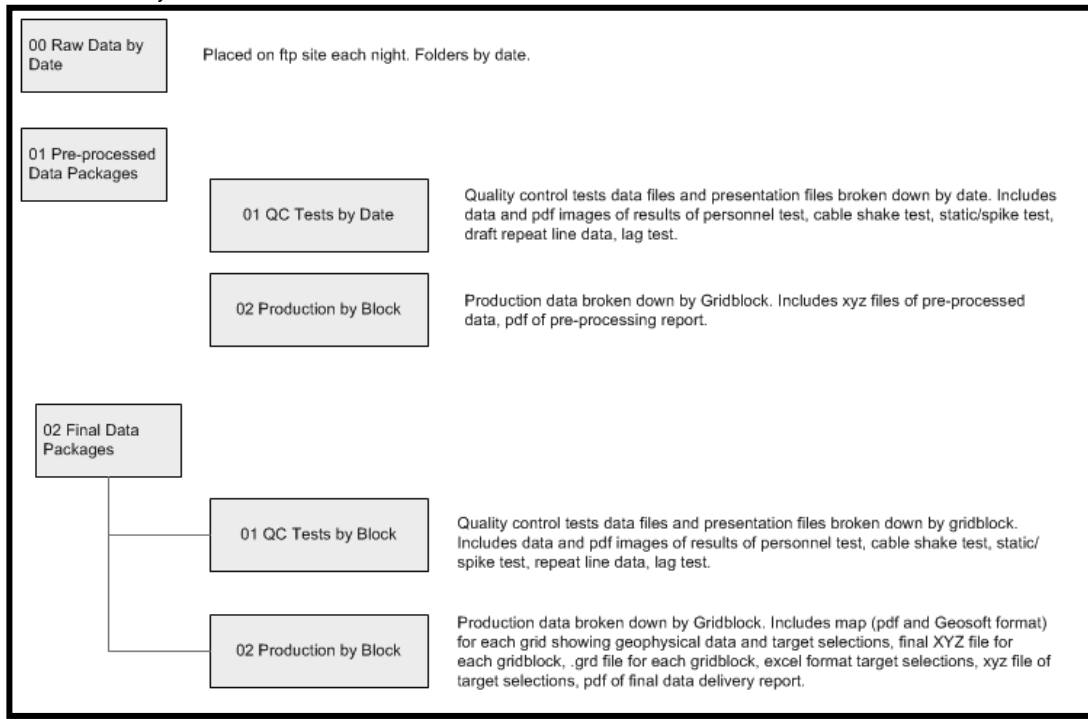 00 Raw Data by
Date
Placed on ftp site each night. Folders by date.
01 Pre-processed
Data Packages
01 QC Tests by Date
Quality control tests data files and presentation files broken down by date. Includes
data and pdf images of results of personnel test, cable shake test, static/spike test,
draft repeat line data, lag test.
02 Production by Block
Production data broken down by Gridblock. Includes xyz files of pre-processed
data, pdf of pre-processing report.
02 Final Data
Packages
01 QC Tests by Block
Quality control tests data files and presentation files broken down by gridblock.
Includes data and pdf images of results of personnel test, cable shake test, static/
spike test, repeat line data, lag test.
02 Production by Block
Production data broken down by Gridblock. Includes map (pdf and Geosoft format)
for each grid showing geophysical data and target selections, final XYZ file for
each gridblock, .grd file for each gridblock, excel format target selections, xyz file of
target selections, pdf of final data delivery report.